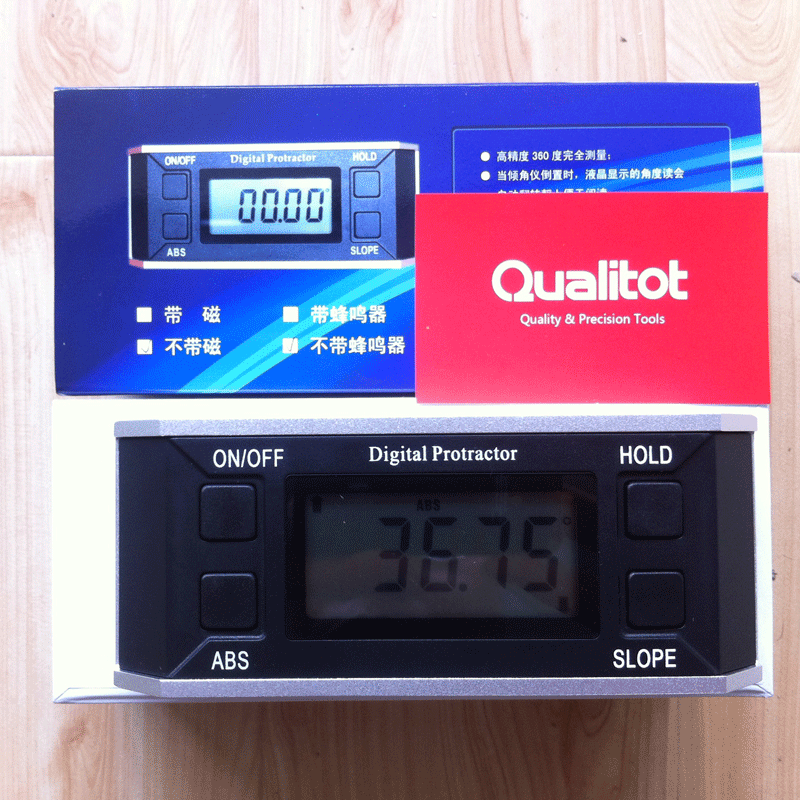 ON/OFF
Digital Protractor
HOLD
00.00°
ABS
SLOPE
高精度 360 度完全测量;
当倾角仪倒置时，液晶显示的角度读会
带 磁
带蜂鸣器
不带磁
不带蜂鸣器
Qualitot
Quality & Precision Tools
ON/OFF
Digital Protractor
HOLD
ABS
36.75°
ABS
SLOPE